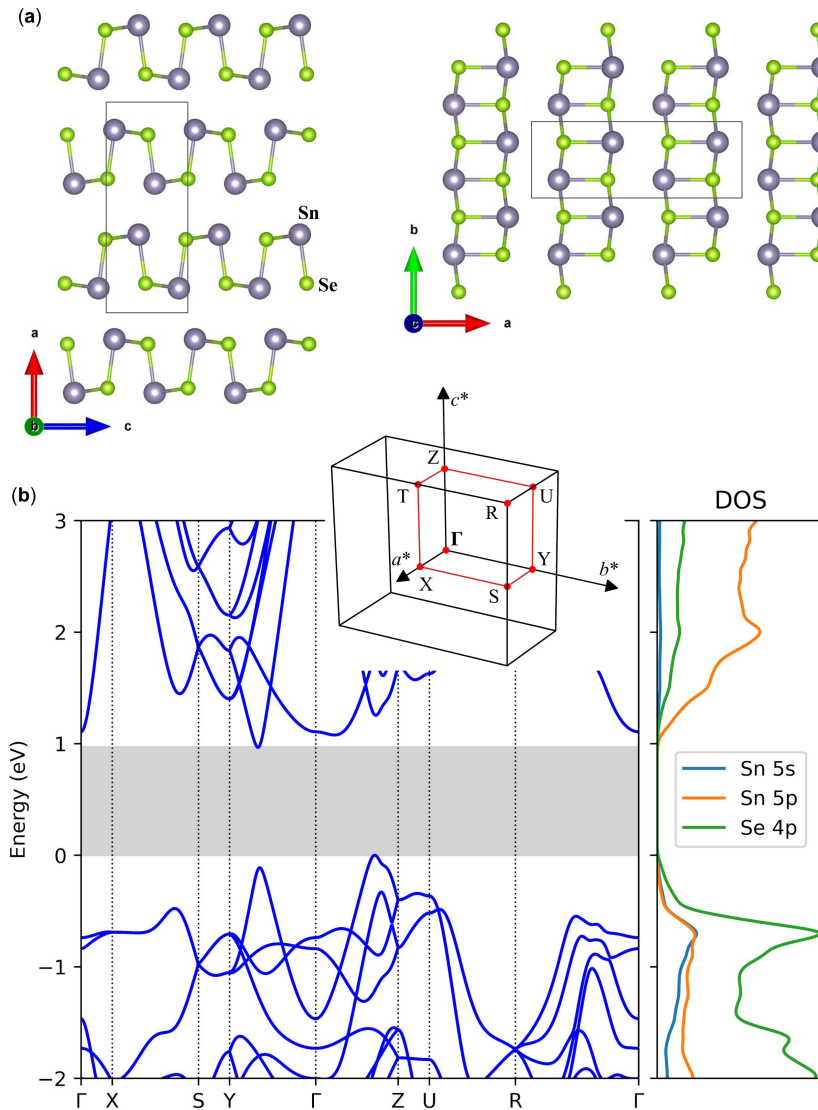 (a)
Sn
Se
a
b
c
b
c
a
c*
Z
T
U
R
Γ
a*
X
Y
S
b*
(b)
DOS
3
2
1
0
−1
−2
Energy (eV)
Sn 5s
Sn 5p
Se 4p
Γ X S Y Γ Z U R Γ